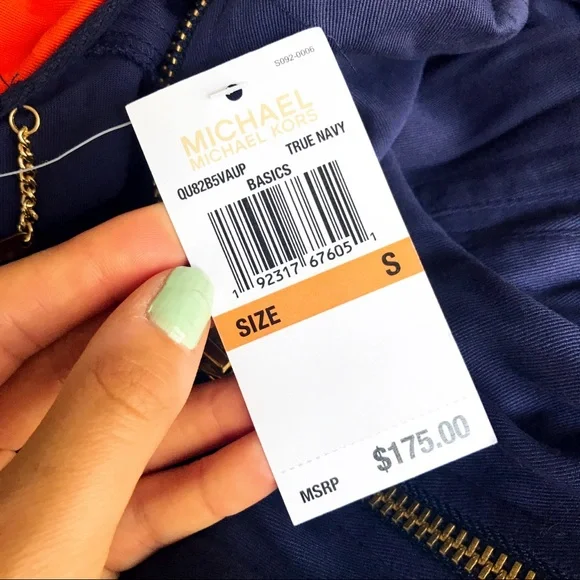 S092-0006
MICHAEL
MICHAEL KORS
QU82B5VAUP TRUE NAVY
BASICS
1 92317 67605 1
SIZE S
MSRP $175.00